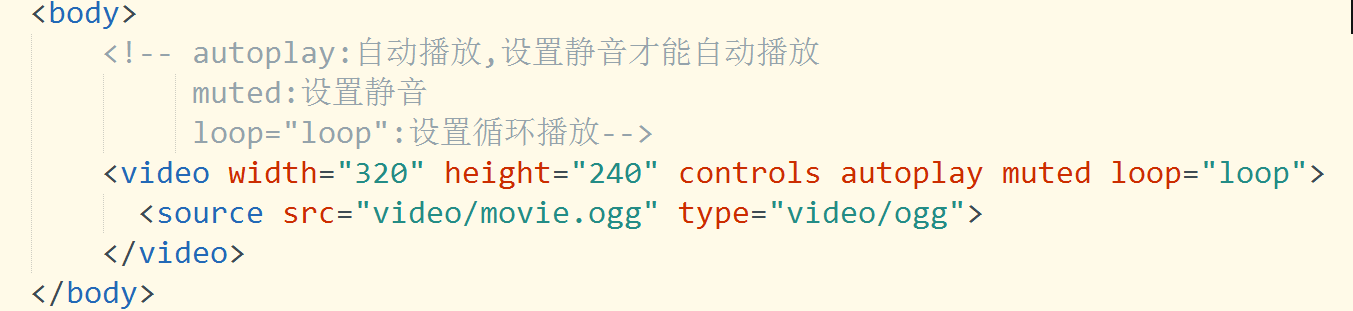 <body>
<!-- autoplay:自动播放,设置静音才能自动播放
muted:设置静音
loop="loop":设置循环播放-->
<video width="320" height="240" controls autoplay muted loop="loop">
<source src="video/movie.ogg" type="video/ogg">
</video>
</body>